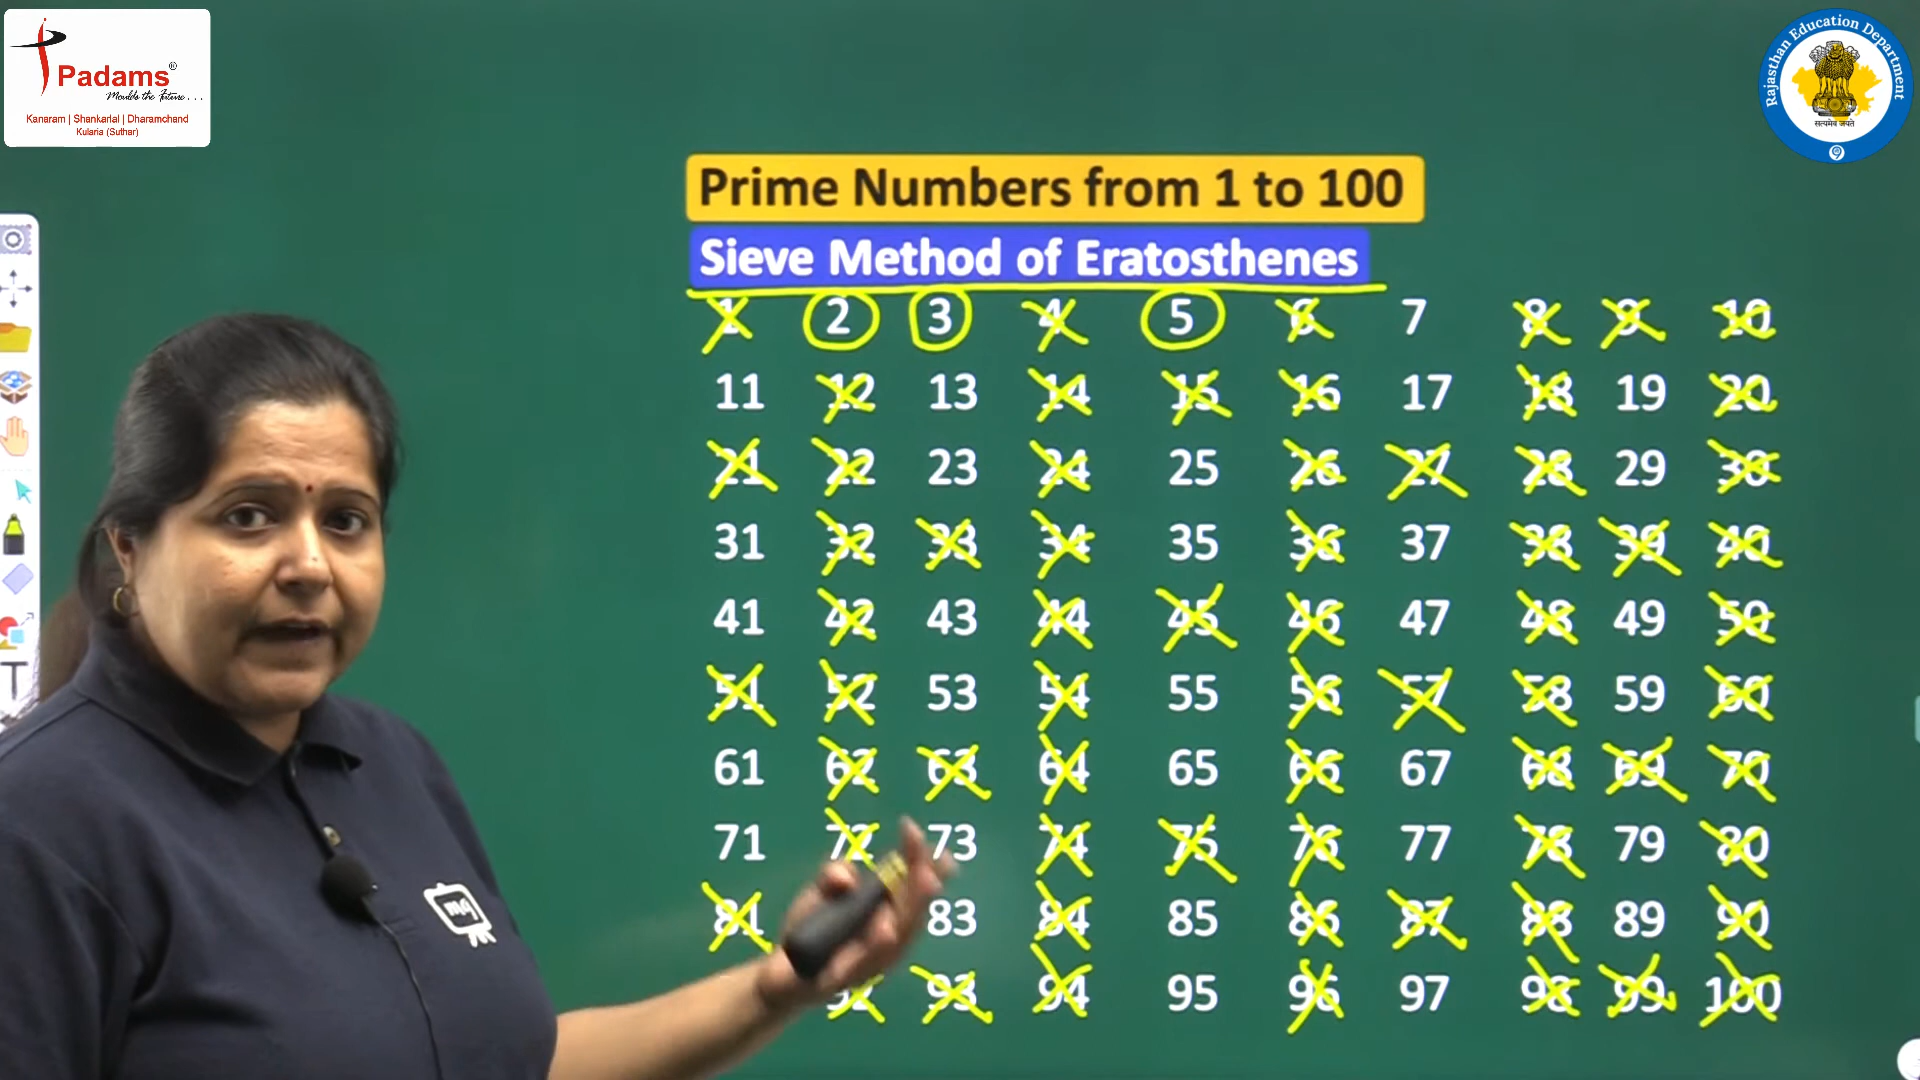 Padams®
Moulds the Future...
Kanaram | Shankarlal | Dharamchand
Kularia (Suthar)
Rajasthan Education Department
सत्यमेव जयते
Prime Numbers from 1 to 100
Sieve Method of Eratosthenes
1 2 3 4 5 6 7 8 9 10
11 12 13 14 15 16 17 18 19 20
21 22 23 24 25 26 27 28 29 30
31 32 33 34 35 36 37 38 39 40
41 42 43 44 45 46 47 48 49 50
51 52 53 54 55 56 57 58 59 60
61 62 63 64 65 66 67 68 69 70
71 72 73 74 75 76 77 78 79 80
81 83 84 85 86 87 88 89 90
92 93 94 95 96 97 98 99 100
mq
T